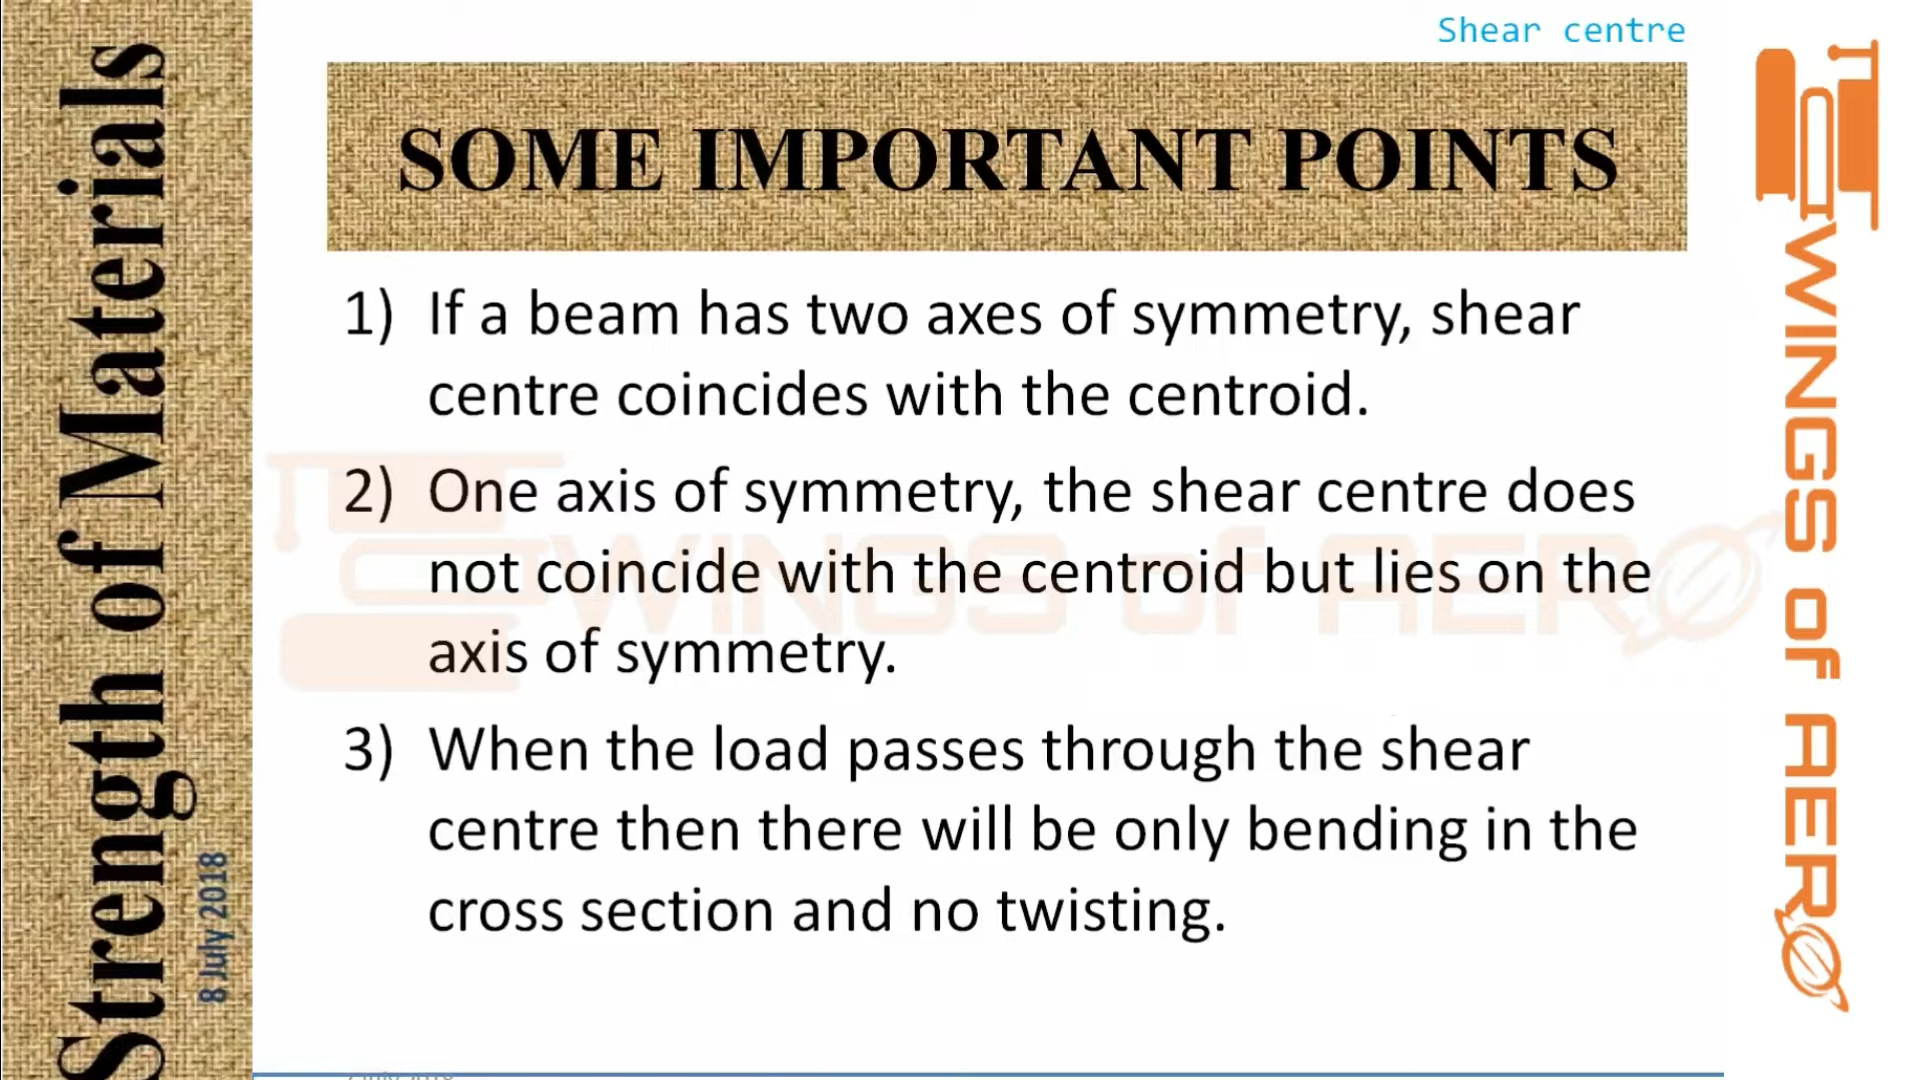 Shear centre
SOME IMPORTANT POINTS
1) If a beam has two axes of symmetry, shear
centre coincides with the centroid.
2) One axis of symmetry, the shear centre does
not coincide with the centroid but lies on the
axis of symmetry.
3) When the load passes through the shear
centre then there will be only bending in the
cross section and no twisting.
Strength of Materials
8 July 2018
WINGS of AERO
WINGS of AERO